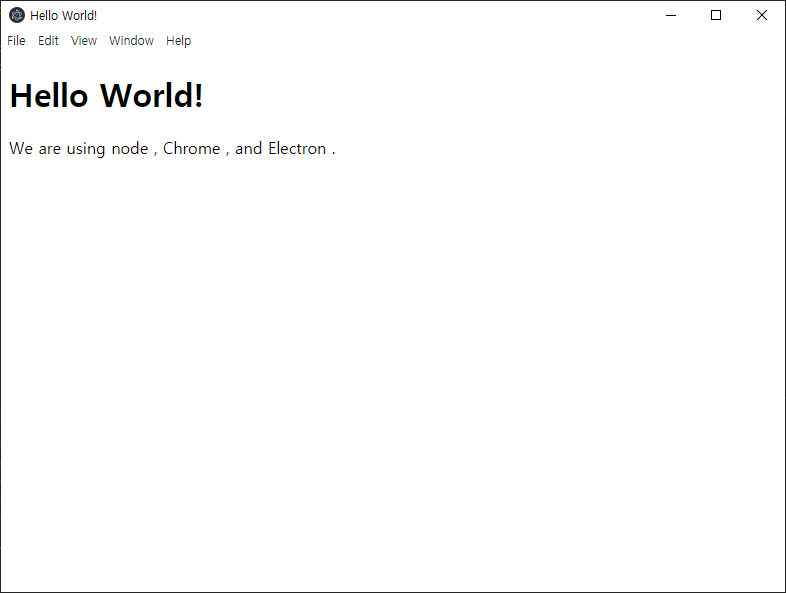 Hello World!
File Edit View Window Help
Hello World!
We are using node , Chrome , and Electron .